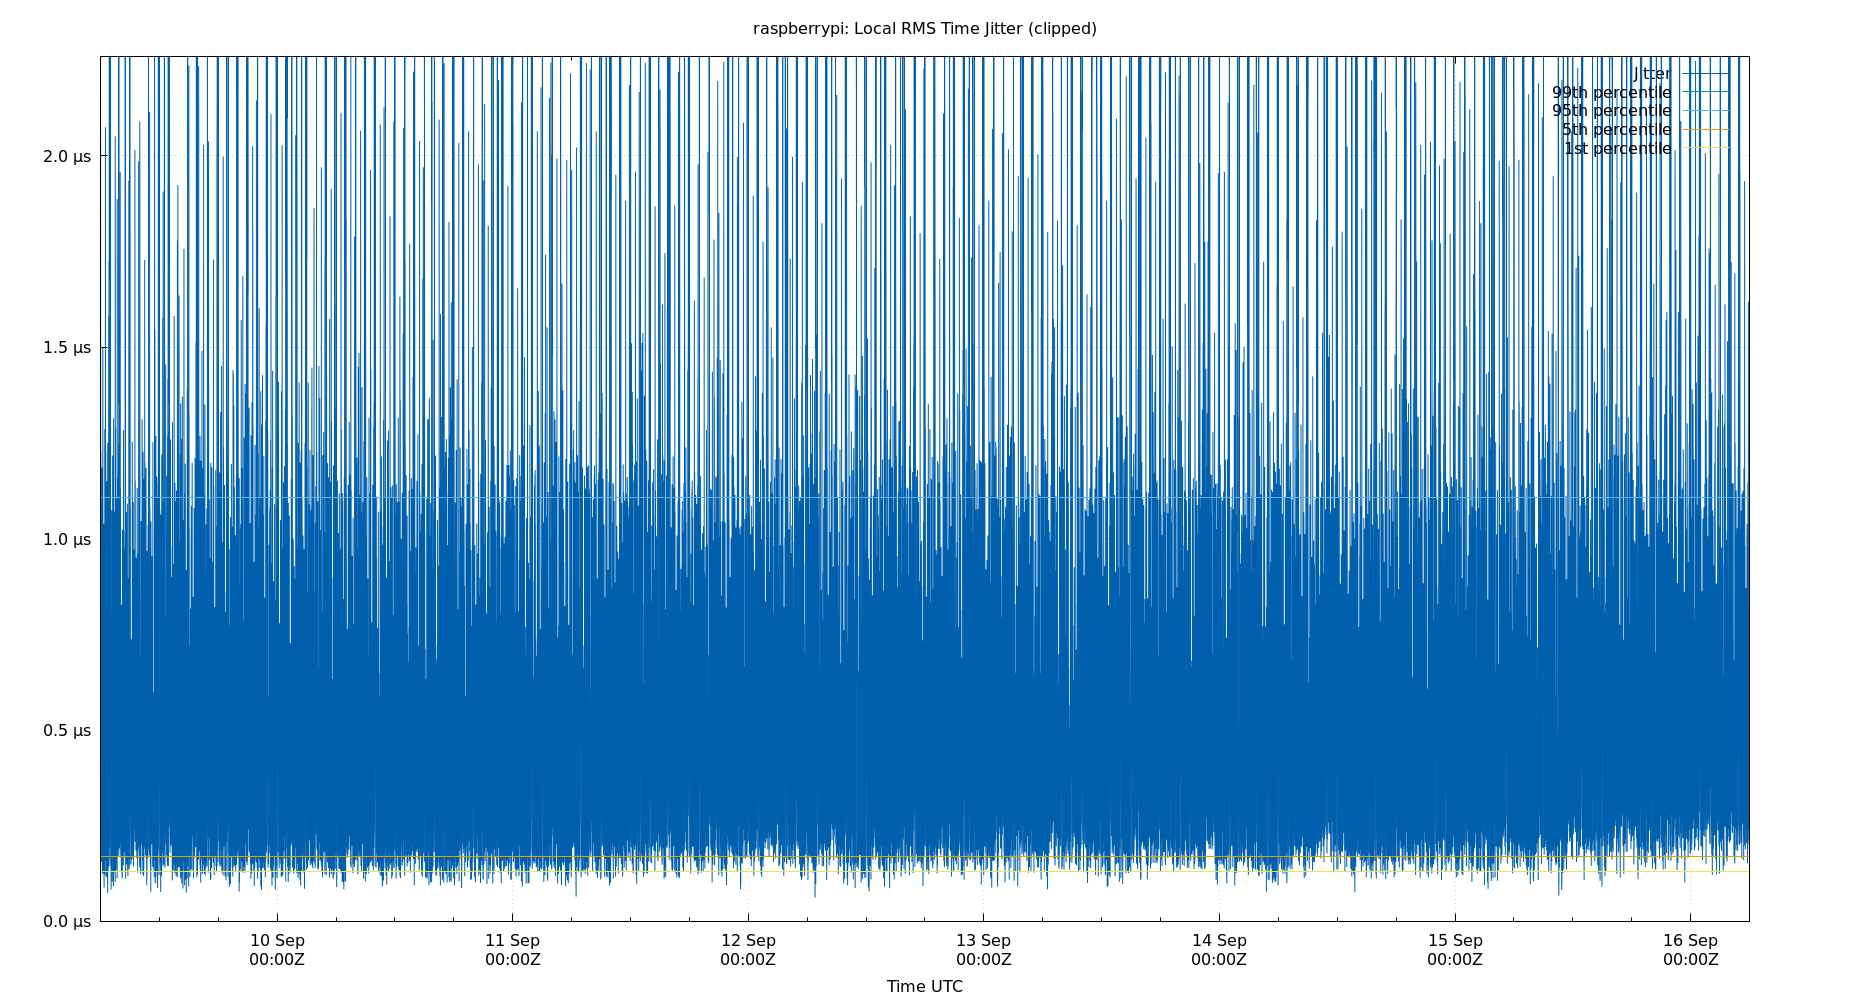 raspberrypi: Local RMS Time Jitter (clipped)
Jitter
99th percentile
95th percentile
5th percentile
1st percentile
2.0 µs
1.5 µs
1.0 µs
0.5 µs
0.0 µs
10 Sep 11 Sep 12 Sep 13 Sep 14 Sep 15 Sep 16 Sep
00:00Z 00:00Z 00:00Z 00:00Z 00:00Z 00:00Z 00:00Z
Time UTC